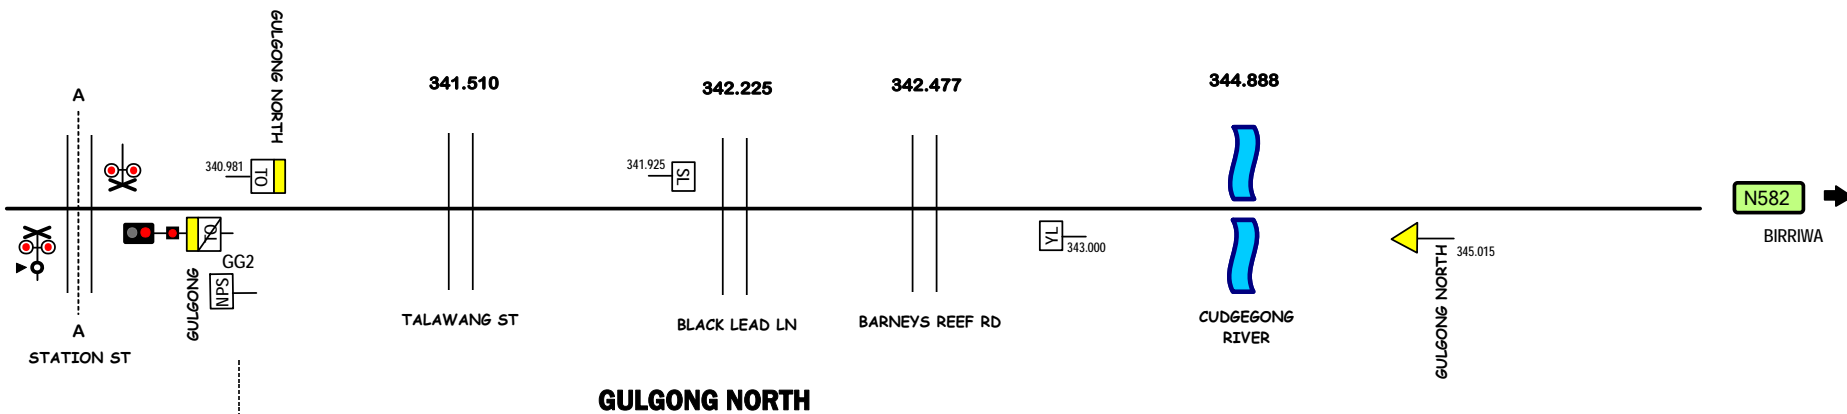 A
A
STATION ST
GULGONG NORTH
340.981
TO
TO
GG2
GULGONG
NPS
341.510
TALAWANG ST
341.925
SL
342.225
BLACK LEAD LN
342.477
BARNEYS REEF RD
YL
343.000
344.888
CUDGEGONG
RIVER
345.015
GULGONG NORTH
N582
BIRRIWA
GULGONG NORTH